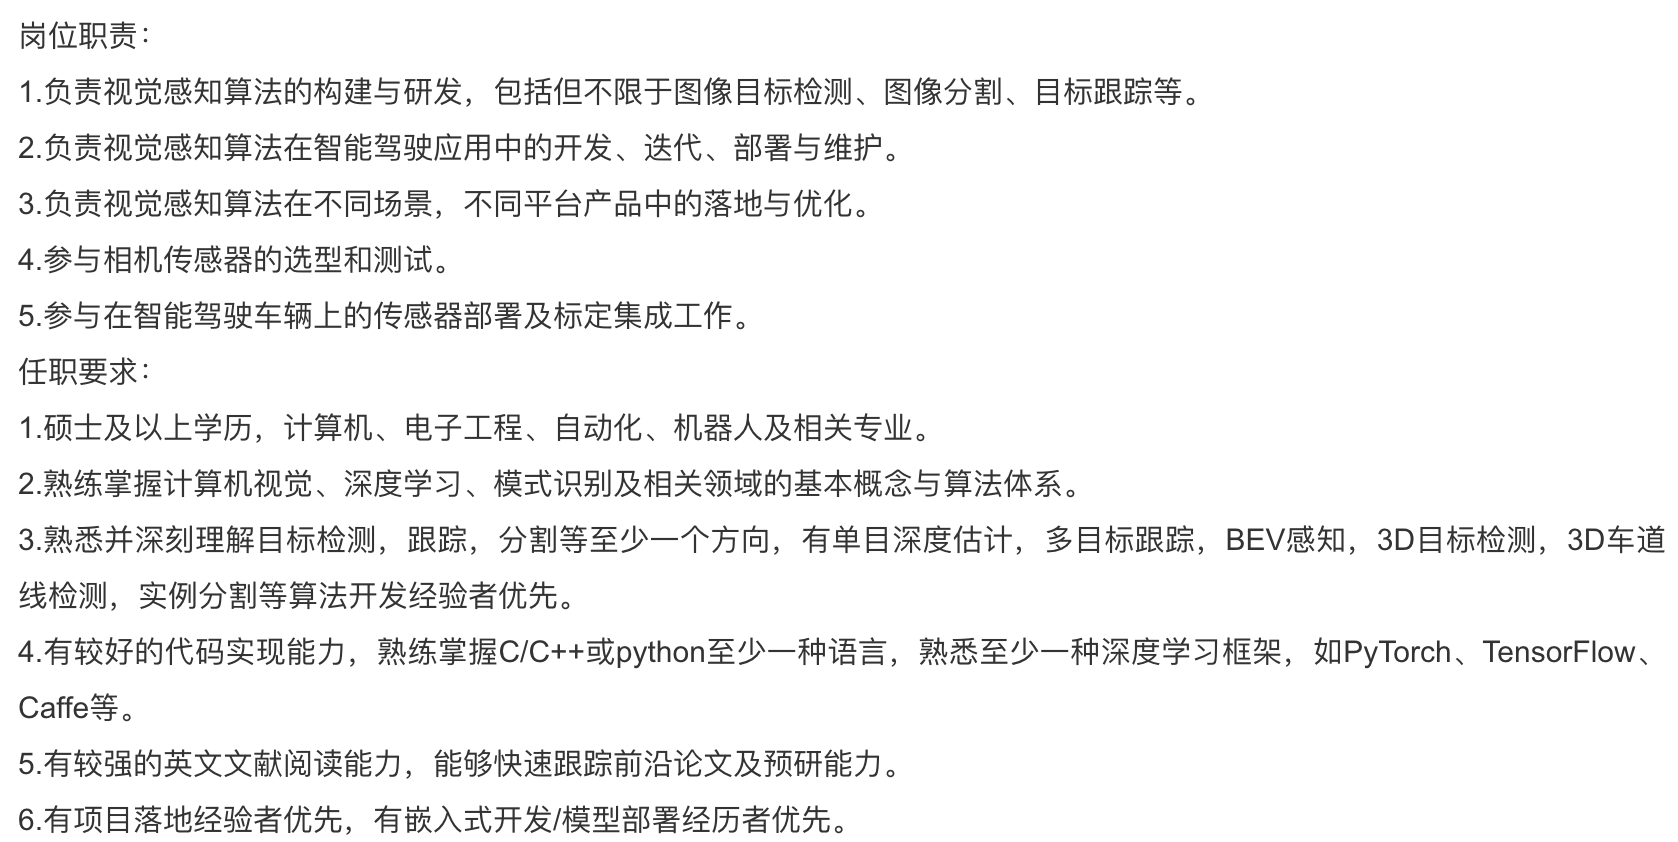 岗位职责：
1.负责视觉感知算法的构建与研发，包括但不限于图像目标检测、图像分割、目标跟踪等。
2.负责视觉感知算法在智能驾驶应用中的开发、迭代、部署与维护。
3.负责视觉感知算法在不同场景，不同平台产品中的落地与优化。
4.参与相机传感器的选型和测试。
5.参与在智能驾驶车辆上的传感器部署及标定集成工作。
任职要求：
1.硕士及以上学历，计算机、电子工程、自动化、机器人及相关专业。
2.熟练掌握计算机视觉、深度学习、模式识别及相关领域的基本概念与算法体系。
3.熟悉并深刻理解目标检测，跟踪，分割等至少一个方向，有单目深度估计，多目标跟踪，BEV感知，3D目标检测，3D车道
线检测，实例分割等算法开发经验者优先。
4.有较好的代码实现能力，熟练掌握C/C++或python至少一种语言，熟悉至少一种深度学习框架，如PyTorch、TensorFlow、
Caffe等。
5.有较强的英文文献阅读能力，能够快速跟踪前沿论文及预研能力。
6.有项目落地经验者优先，有嵌入式开发/模型部署经历者优先。